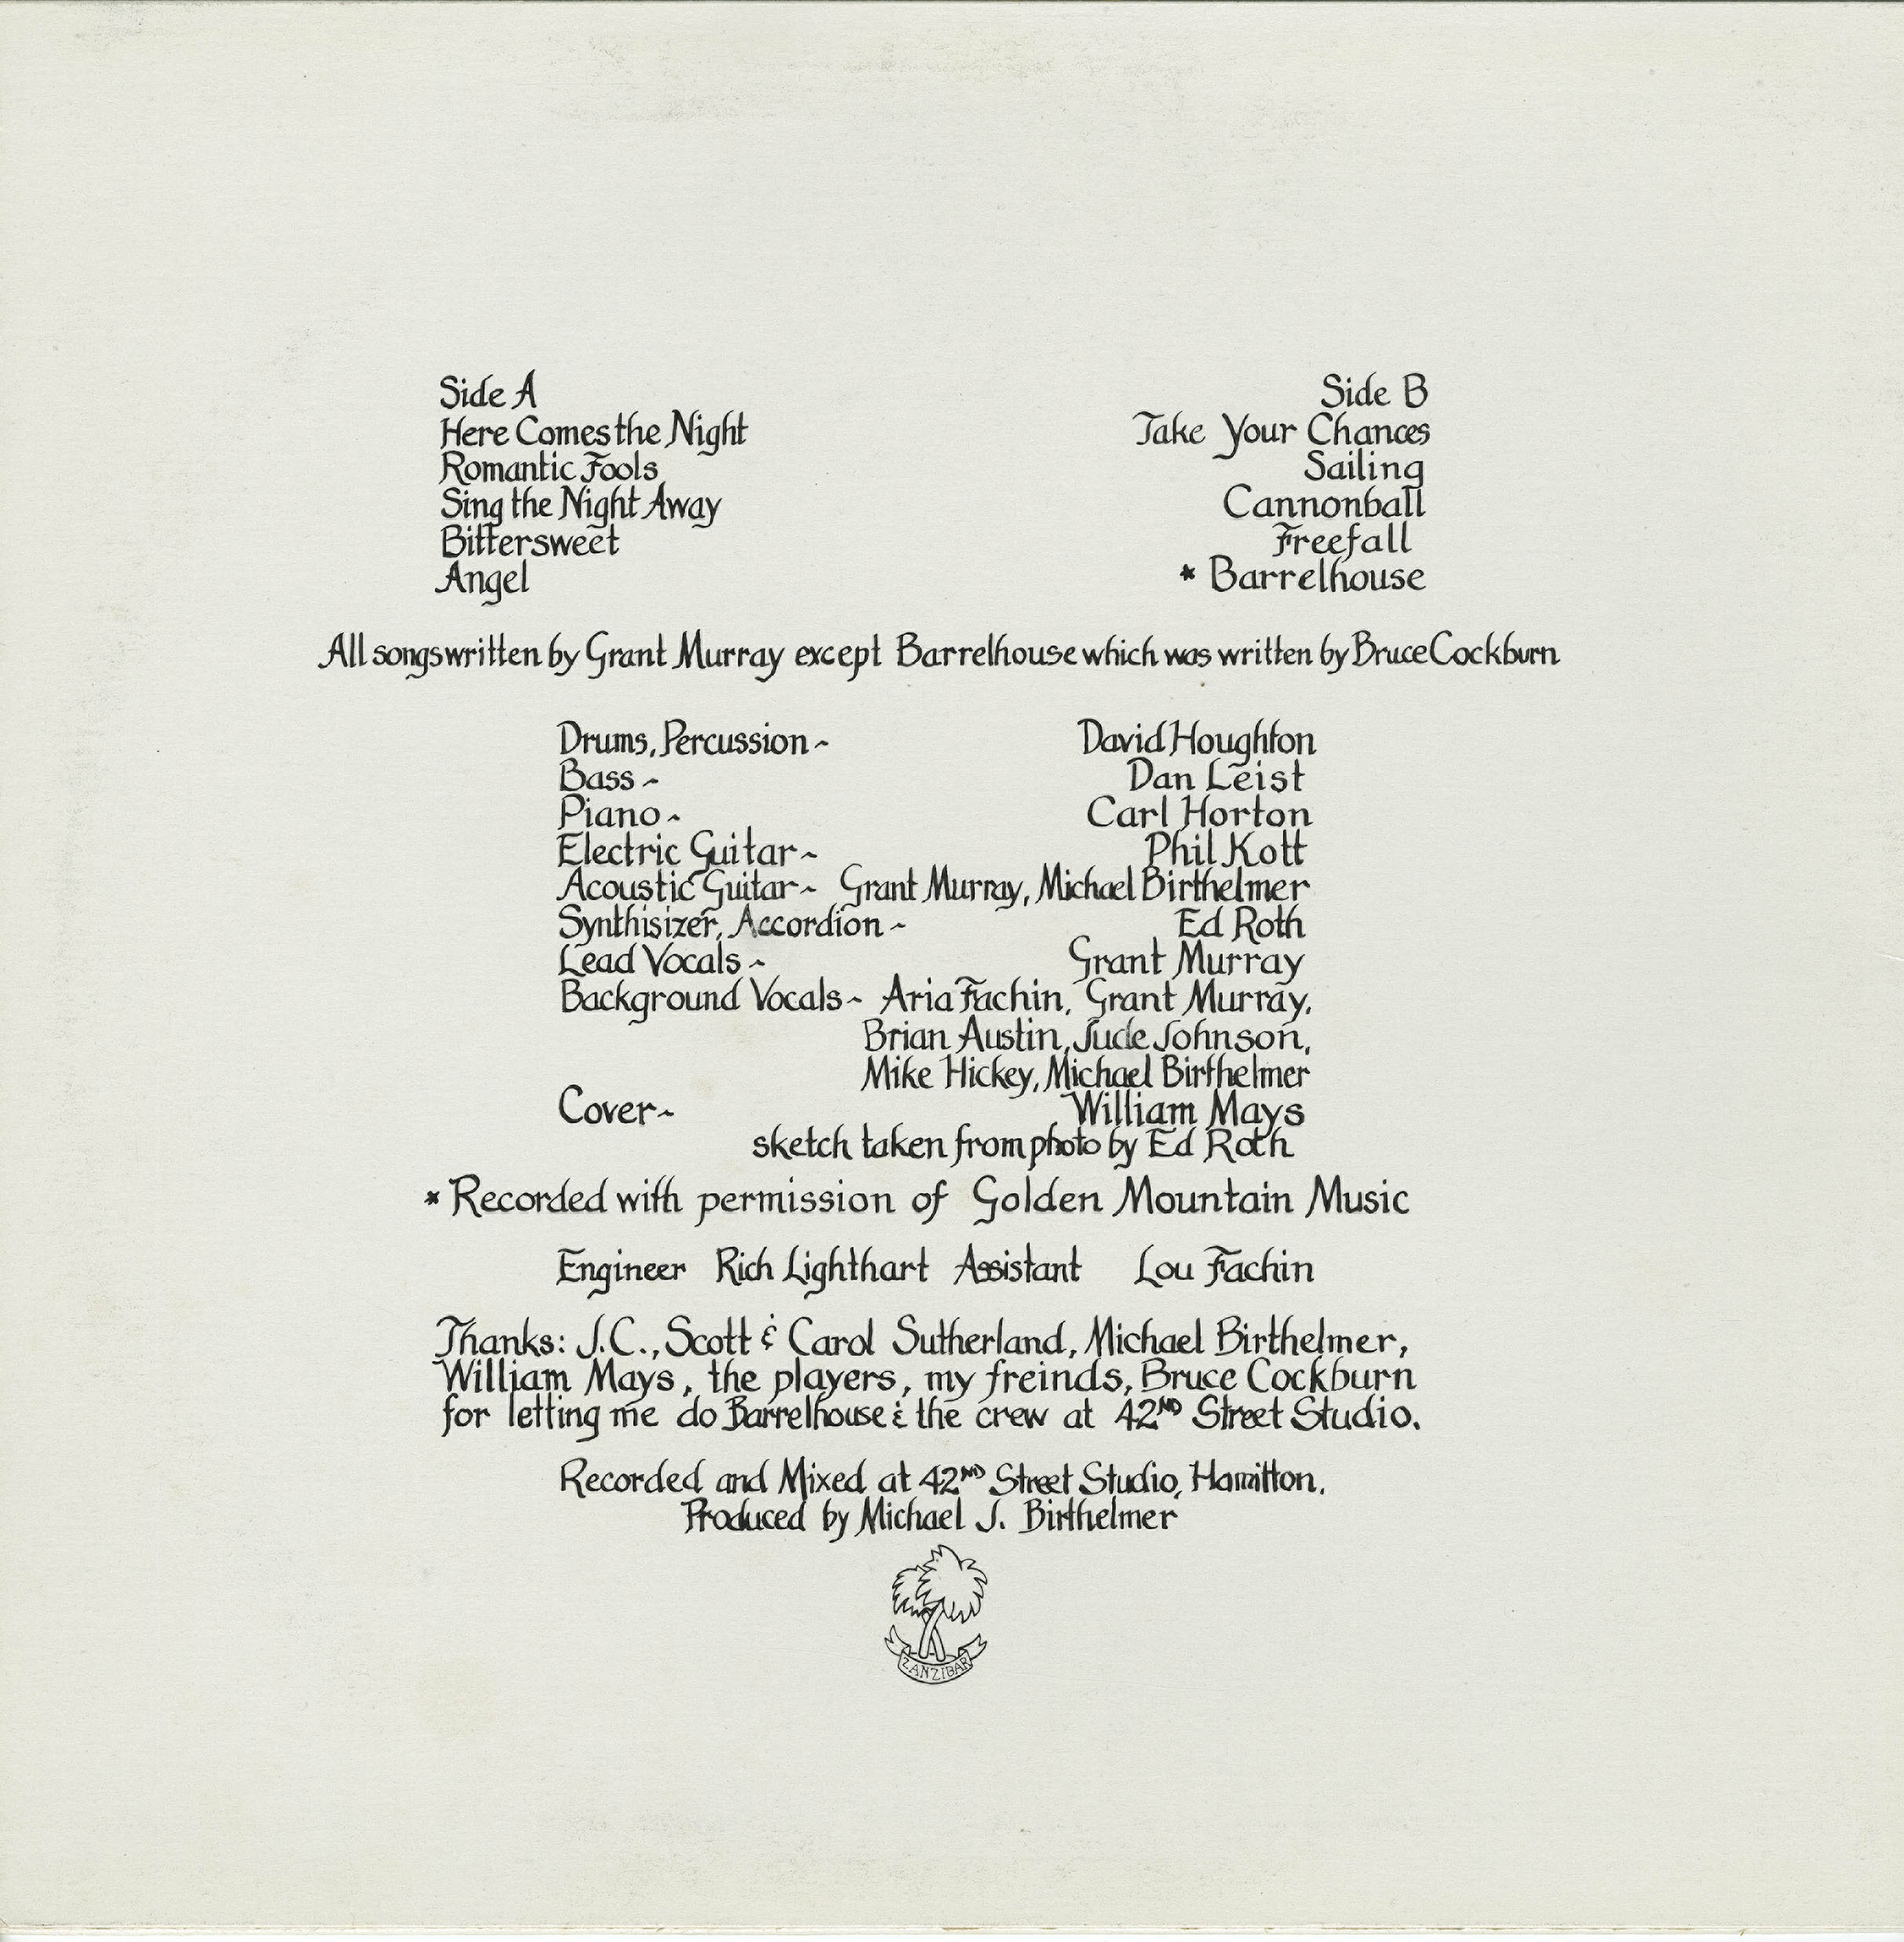 Side A
Here Comes the Night
Romantic Fools
Sing the Night Away
Bittersweet
Angel
Side B
Take Your Chances
Sailing
Cannonball
Freefall
* Barrelhouse
All songs written by Grant Murray except Barrelhouse which was written by Bruce Cockburn
Drums, Percussion ~ David Houghton
Bass ~ Dan Leist
Piano ~ Carl Horton
Electric Guitar ~ Phil Kott
Acoustic Guitar ~ Grant Murray, Michael Birthelmer
Synthisizer, Accordion ~ Ed Roth
Lead Vocals ~ Grant Murray
Background Vocals ~ Aria Fachin, Grant Murray,
Brian Austin, Jude Johnson,
Mike Hickey, Michael Birthelmer
Cover ~ William Mays
sketch taken from photo by Ed Roth
* Recorded with permission of Golden Mountain Music
Engineer Rich Lighthart Assistant Lou Fachin
Thanks: J.C., Scott & Carol Sutherland, Michael Birthelmer,
William Mays, the players, my freinds, Bruce Cockburn
for letting me do Barrelhouse & the crew at 42ND Street Studio.
Recorded and Mixed at 42ND Street Studio, Hamilton.
Produced by Michael J. Birthelmer
ZANZIBAR